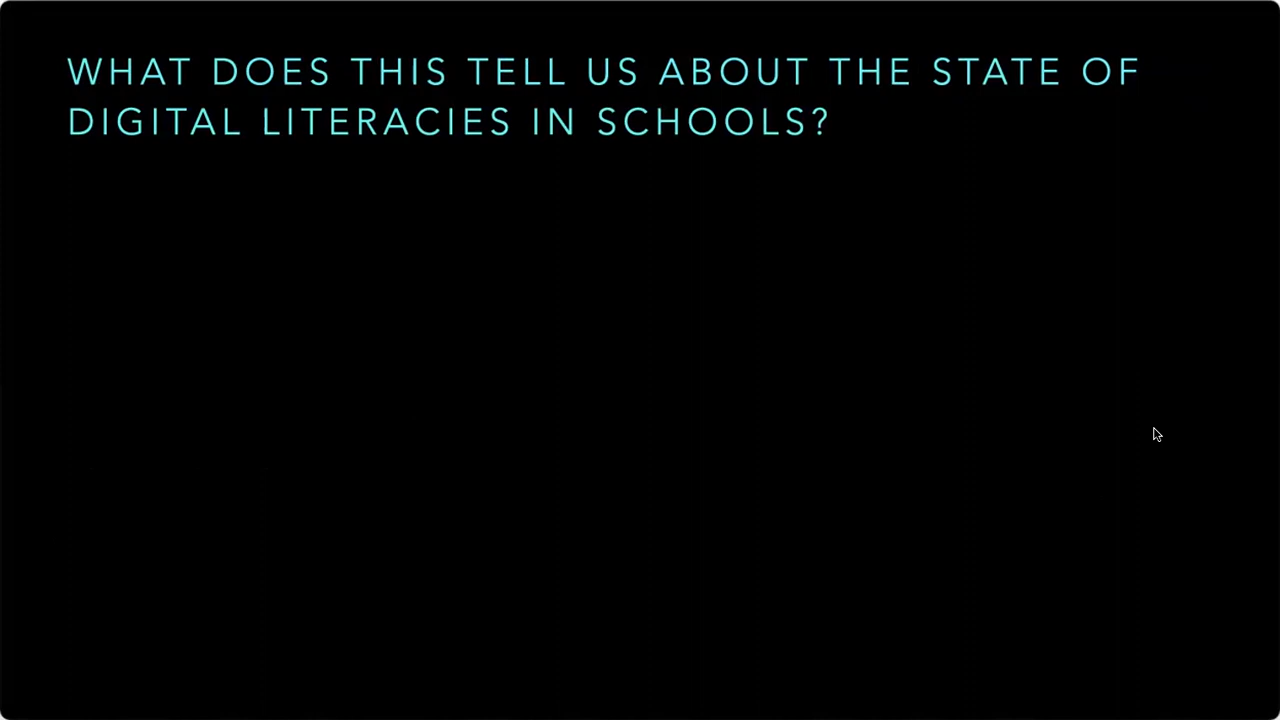 WHAT DOES THIS TELL US ABOUT THE STATE OF
DIGITAL LITERACIES IN SCHOOLS?